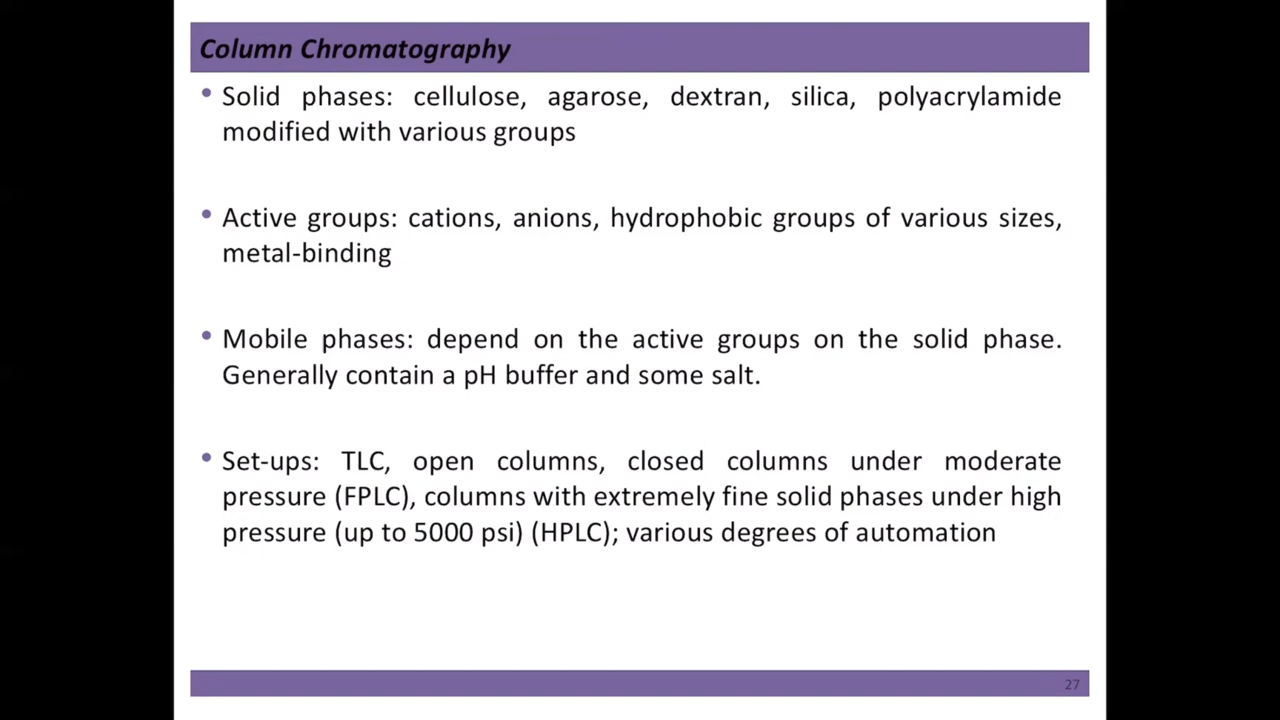 Column Chromatography
• Solid phases: cellulose, agarose, dextran, silica, polyacrylamide
modified with various groups
• Active groups: cations, anions, hydrophobic groups of various sizes,
metal-binding
• Mobile phases: depend on the active groups on the solid phase.
Generally contain a pH buffer and some salt.
• Set-ups: TLC, open columns, closed columns under moderate
pressure (FPLC), columns with extremely fine solid phases under high
pressure (up to 5000 psi) (HPLC); various degrees of automation
27